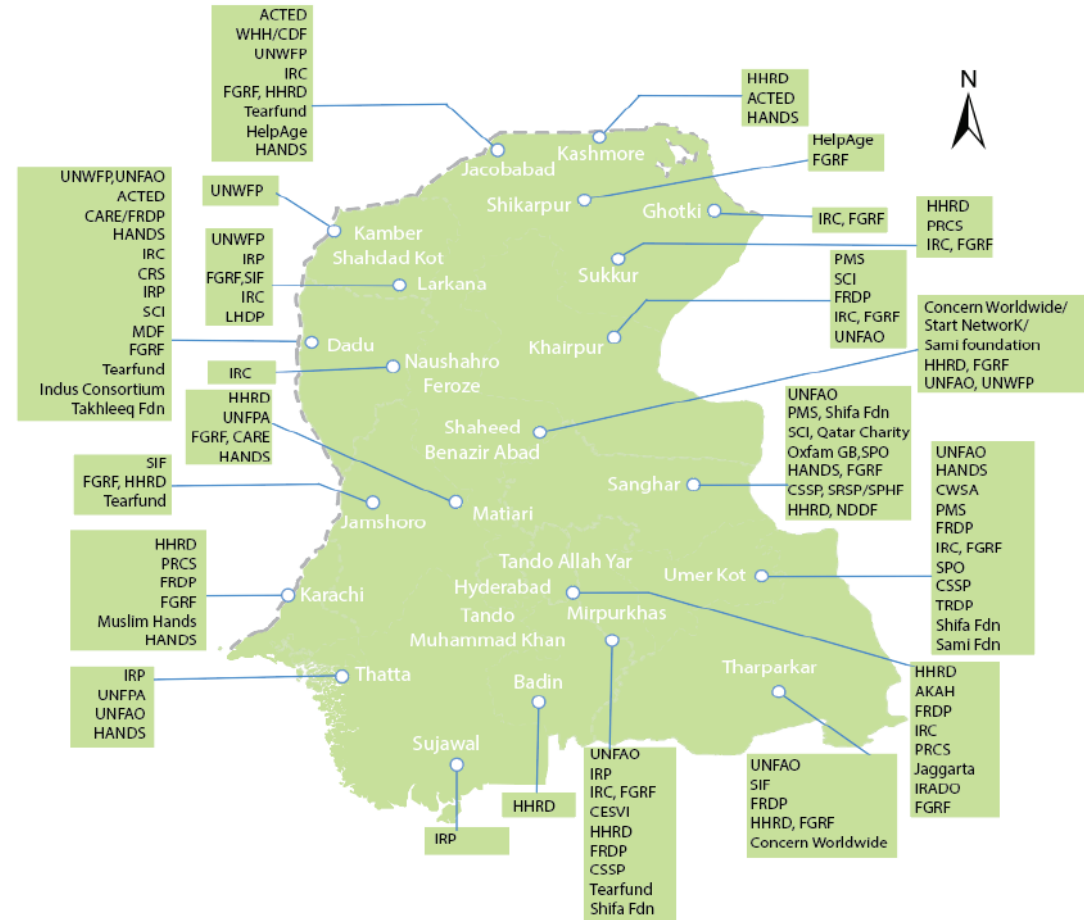 ACTED
WHH/CDF
UNWFP
IRC
FGRF, HHRD
Tearfund
HelpAge
HANDS
HHRD
ACTED
HANDS
N
HelpAge
FGRF
UNWFP,UNFAO
ACTED
CARE/FRDP
HANDS
IRC
CRS
IRP
SCI
MDF
FGRF
Tearfund
Indus Consortium
Takhleeq Fdn
UNWFP
UNWFP
IRP
FGRF,SIF
IRC
LHDP
IRC
HHRD
UNFPA
FGRF, CARE
HANDS
SIF
FGRF, HHRD
Tearfund
HHRD
PRCS
FRDP
FGRF
Muslim Hands
HANDS
IRP
UNFPA
UNFAO
HANDS
Jacobabad
Kashmore
Shikarpur
Ghotki
Kamber
Shahdad Kot
Larkana
Sukkur
Dadu
Naushahro
Feroze
Khairpur
Shaheed
Benazir Abad
Sanghar
Jamshoro
Matiari
Tando Allah Yar
Hyderabad
Umer Kot
Karachi
Tando
Muhammad Khan
Mirpurkhas
Thatta
Badin
Tharparkar
Sujawal
IRC, FGRF
HHRD
PRCS
IRC, FGRF
PMS
SCI
FRDP
IRC, FGRF
UNFAO
Concern Worldwide/
Start NetworK/
Sami foundation
HHRD, FGRF
UNFAO, UNWFP
UNFAO
PMS, Shifa Fdn
SCI, Qatar Charity
Oxfam GB,SPO
HANDS, FGRF
CSSP, SRSP/SPHF
HHRD, NDDF
UNFAO
HANDS
CWSA
PMS
FRDP
IRC, FGRF
SPO
CSSP
TRDP
Shifa Fdn
Sami Fdn
HHRD
AKAH
FRDP
IRC
PRCS
Jaggarta
IRADO
FGRF
UNFAO
SIF
FRDP
HHRD, FGRF
Concern Worldwide
UNFAO
IRP
IRC, FGRF
CESVI
HHRD
FRDP
CSSP
Tearfund
Shifa Fdn
HHRD
IRP